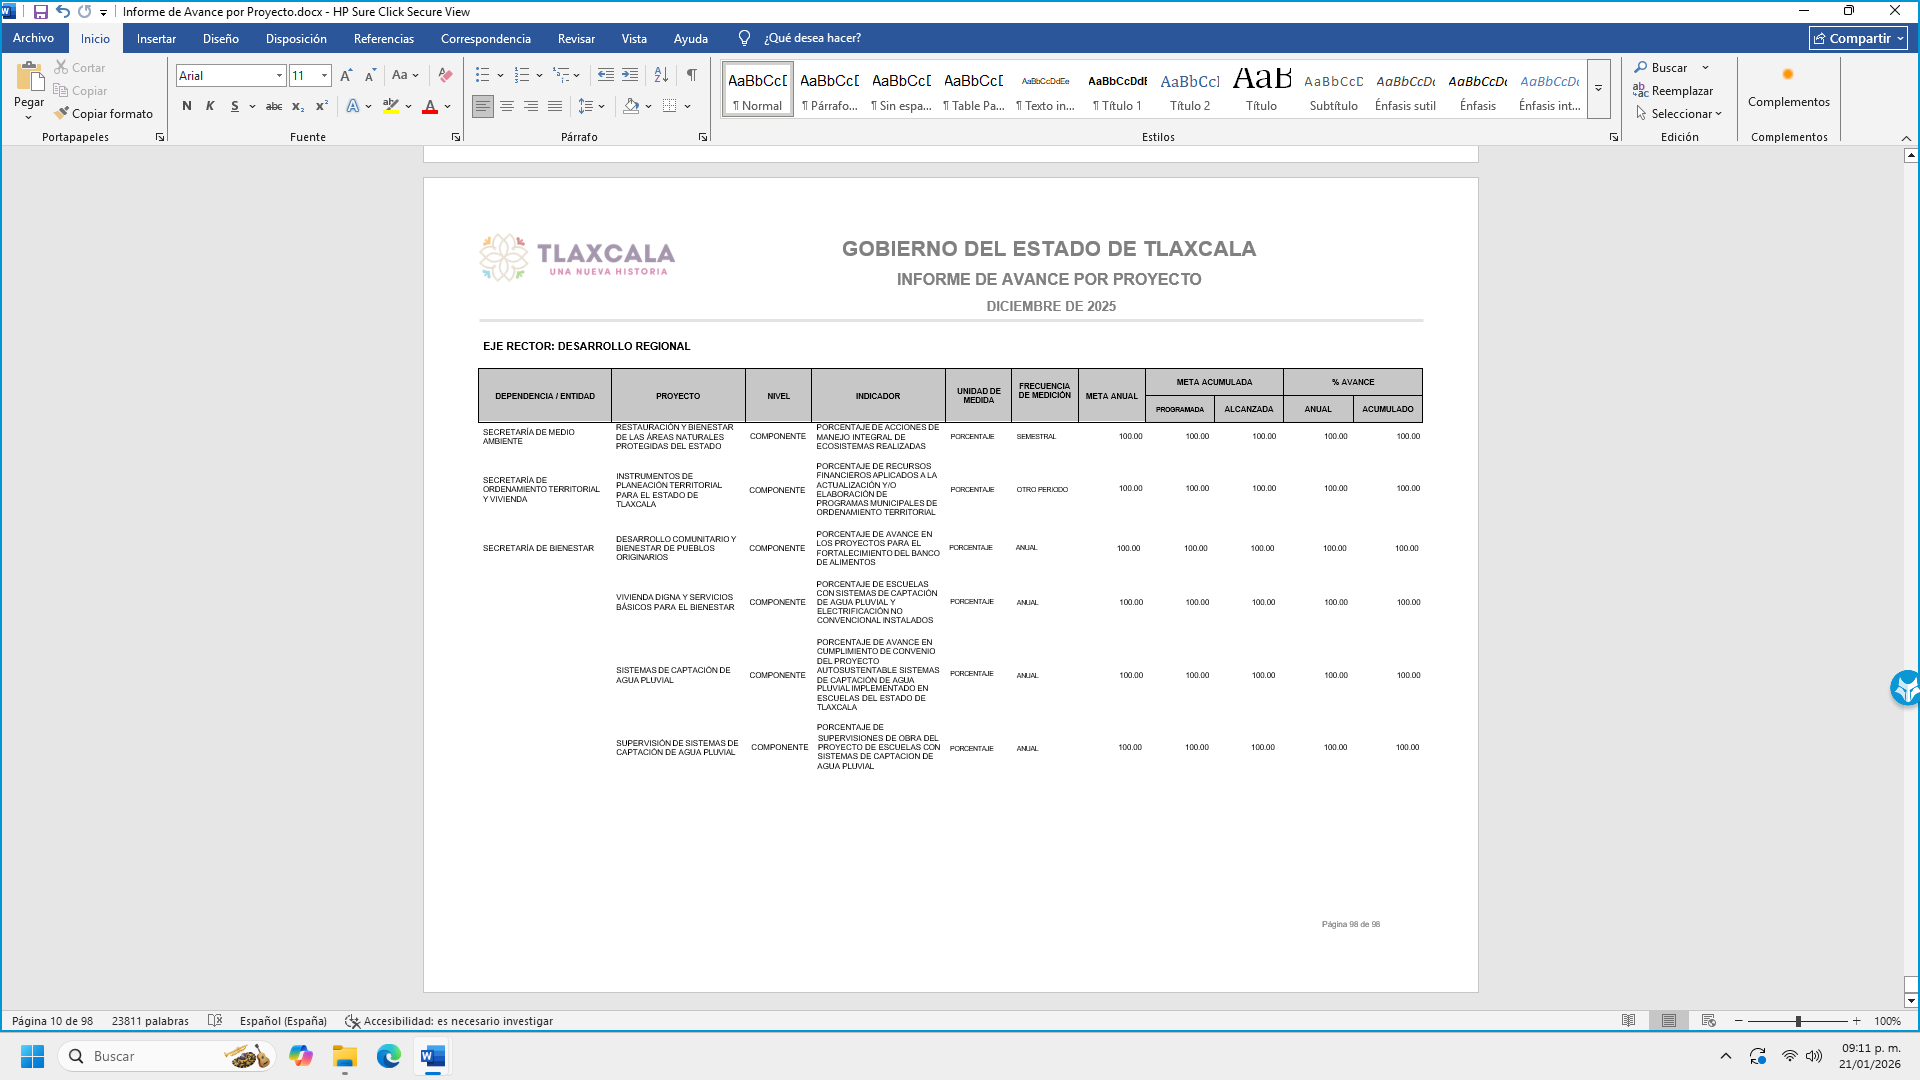 Informe de Avance por Proyecto.docx - HP Sure Click Secure View
Archivo Inicio Insertar Diseño Disposición Referencias Correspondencia Revisar Vista Ayuda ¿Qué desea hacer? Compartir
Pegar
Cortar
Copiar
Copiar formato
Portapapeles
Arial 11
Fuente
Párrafo
AaBbCcD AaBbCcD AaBbCcD AaBbCcD AaBbCcDdEe AaBbCcDdE AaBbCcD AaB AaBbCcD AaBbCcDc AaBbCcDc AaBbCcDc
¶ Normal ¶ Párrafo... ¶ Sin espa... ¶ Table Pa... ¶ Texto in... ¶ Título 1 Título 2 Título Subtítulo Énfasis sutil Énfasis Énfasis int...
Estilos
Buscar
Reemplazar
Seleccionar
Edición
Complementos
Complementos
TLAXCALA
UNA NUEVA HISTORIA
GOBIERNO DEL ESTADO DE TLAXCALA
INFORME DE AVANCE POR PROYECTO
DICIEMBRE DE 2025
EJE RECTOR: DESARROLLO REGIONAL
DEPENDENCIA / ENTIDAD PROYECTO NIVEL INDICADOR UNIDAD DE MEDIDA FRECUENCIA DE MEDICIÓN META ANUAL META ACUMULADA % AVANCE
PROGRAMADA ALCANZADA ANUAL ACUMULADO
SECRETARÍA DE MEDIO AMBIENTE RESTAURACIÓN Y BIENESTAR DE LAS ÁREAS NATURALES PROTEGIDAS DEL ESTADO COMPONENTE PORCENTAJE DE ACCIONES DE MANEJO INTEGRAL DE ECOSISTEMAS REALIZADAS PORCENTAJE SEMESTRAL 100.00 100.00 100.00 100.00 100.00
SECRETARÍA DE ORDENAMIENTO TERRITORIAL Y VIVIENDA INSTRUMENTOS DE PLANEACIÓN TERRITORIAL PARA EL ESTADO DE TLAXCALA COMPONENTE PORCENTAJE DE RECURSOS FINANCIEROS APLICADOS A LA ACTUALIZACIÓN Y/O ELABORACIÓN DE PROGRAMAS MUNICIPALES DE ORDENAMIENTO TERRITORIAL PORCENTAJE OTRO PERIODO 100.00 100.00 100.00 100.00 100.00
SECRETARÍA DE BIENESTAR DESARROLLO COMUNITARIO Y BIENESTAR DE PUEBLOS ORIGINARIOS COMPONENTE PORCENTAJE DE AVANCE EN LOS PROYECTOS PARA EL FORTALECIMIENTO DEL BANCO DE ALIMENTOS PORCENTAJE ANUAL 100.00 100.00 100.00 100.00 100.00
VIVIENDA DIGNA Y SERVICIOS BÁSICOS PARA EL BIENESTAR COMPONENTE PORCENTAJE DE ESCUELAS CON SISTEMAS DE CAPTACIÓN DE AGUA PLUVIAL Y ELECTRIFICACIÓN NO CONVENCIONAL INSTALADOS PORCENTAJE ANUAL 100.00 100.00 100.00 100.00 100.00
SISTEMAS DE CAPTACIÓN DE AGUA PLUVIAL COMPONENTE PORCENTAJE DE AVANCE EN CUMPLIMIENTO DE CONVENIO DEL PROYECTO AUTOSUSTENTABLE SISTEMAS DE CAPTACIÓN DE AGUA PLUVIAL IMPLEMENTADO EN ESCUELAS DEL ESTADO DE TLAXCALA PORCENTAJE ANUAL 100.00 100.00 100.00 100.00 100.00
SUPERVISIÓN DE SISTEMAS DE CAPTACIÓN DE AGUA PLUVIAL COMPONENTE PORCENTAJE DE SUPERVISIONES DE OBRA DEL PROYECTO DE ESCUELAS CON SISTEMAS DE CAPTACION DE AGUA PLUVIAL PORCENTAJE ANUAL 100.00 100.00 100.00 100.00 100.00
Página 98 de 98
Página 10 de 98 23811 palabras Español (España) Accesibilidad: es necesario investigar 100%
Buscar
09:11 p. m.
21/01/2026